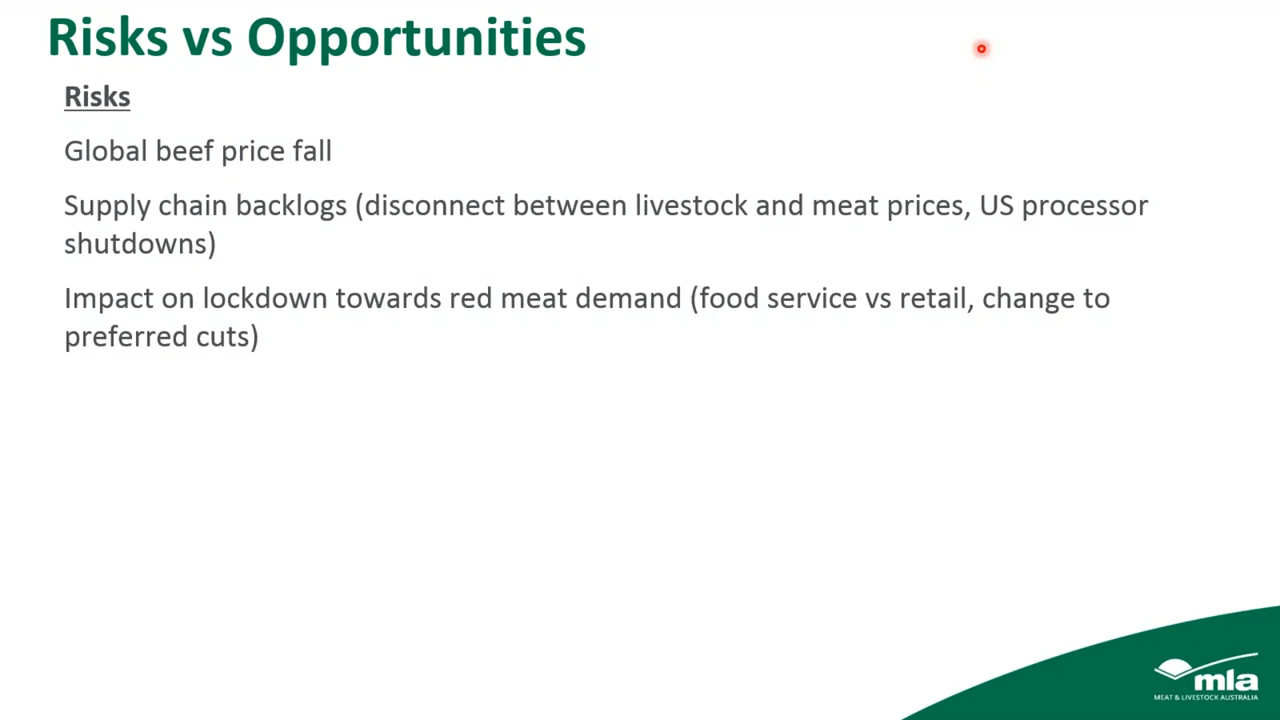 Risks vs Opportunities
Risks
Global beef price fall
Supply chain backlogs (disconnect between livestock and meat prices, US processor
shutdowns)
Impact on lockdown towards red meat demand (food service vs retail, change to
preferred cuts)
mla
MEAT & LIVESTOCK AUSTRALIA